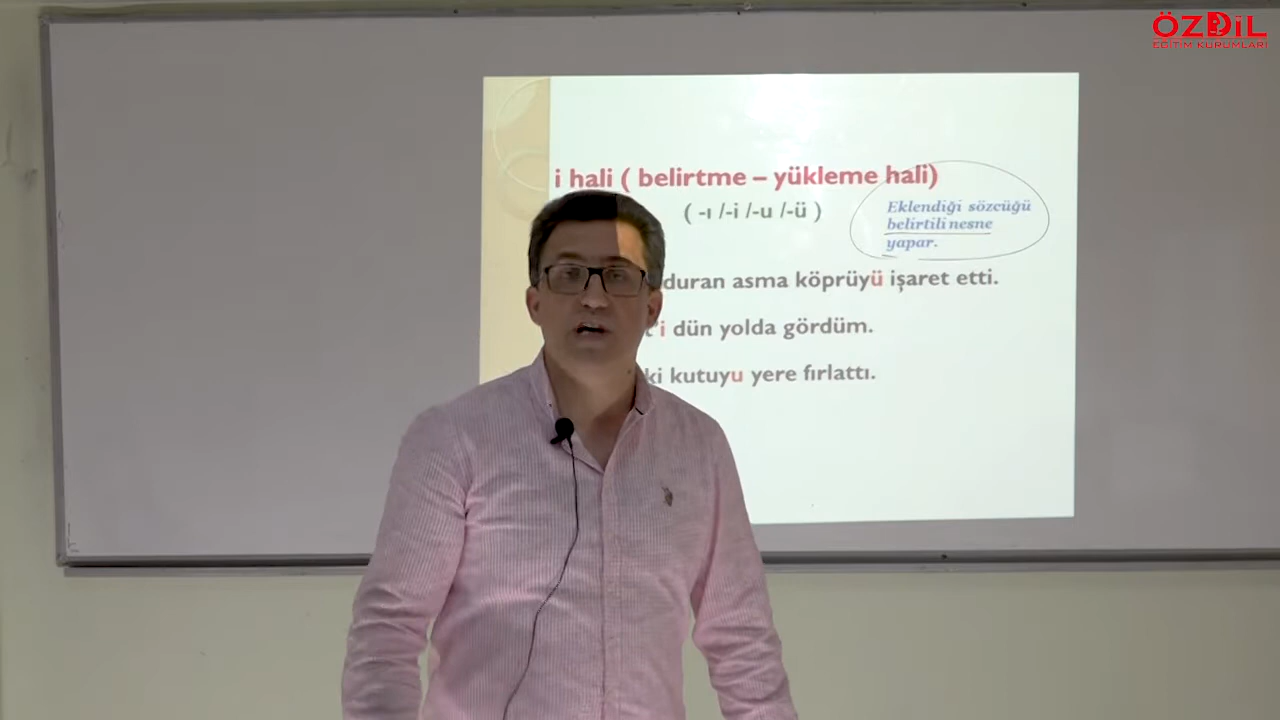 ÖZDİL
EĞİTİM KURUMLARI
i hali ( belirtme – yükleme hali)
( -ı /-i /-u /-ü )
Eklendiği sözcüğü
belirtili nesne
yapar.
duran asma köprüyü işaret etti.
'i dün yolda gördüm.
ki kutuyu yere fırlattı.